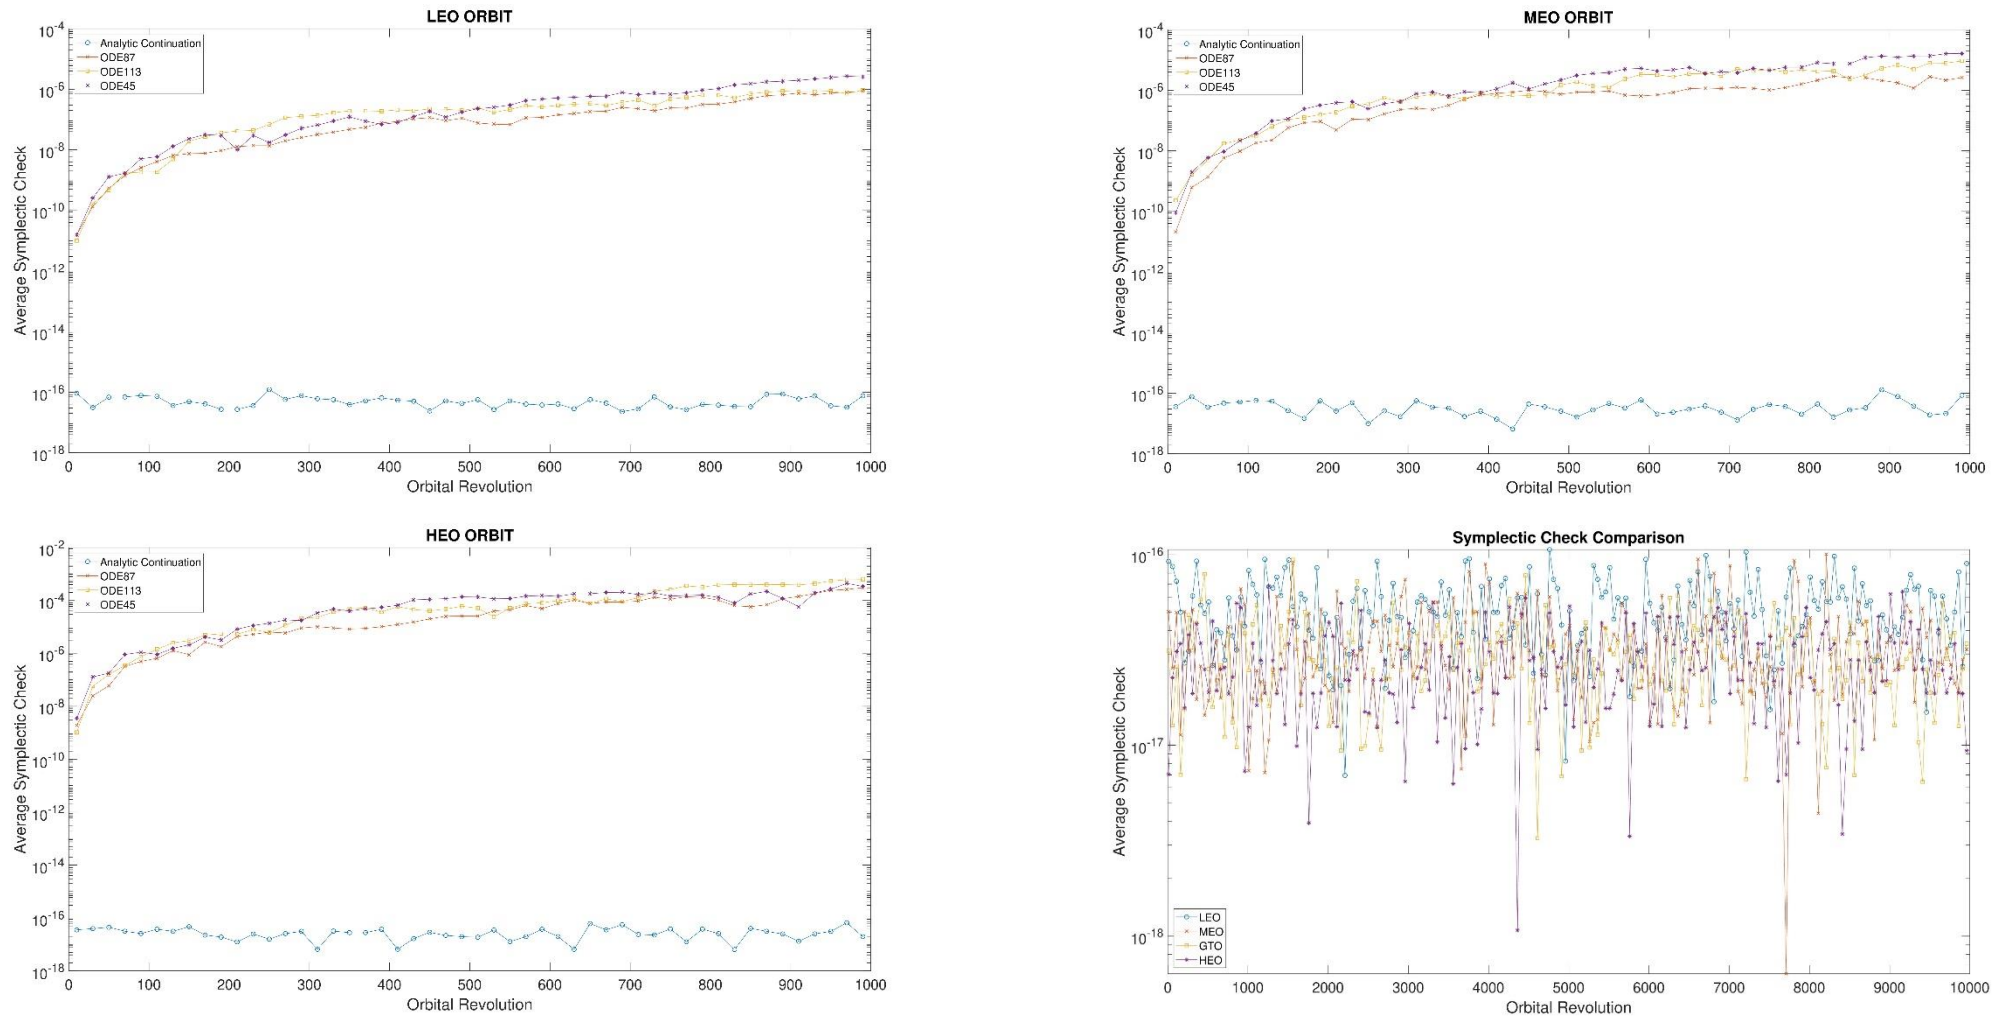 LEO ORBIT
10^-4
10^-6
10^-8
10^-10
10^-12
10^-14
10^-16
10^-18
Average Symplectic Check
Analytic Continuation
ODE87
ODE113
ODE45
0 100 200 300 400 500 600 700 800 900 1000
Orbital Revolution
MEO ORBIT
10^-4
10^-6
10^-8
10^-10
10^-12
10^-14
10^-16
10^-18
Average Symplectic Check
Analytic Continuation
ODE87
ODE113
ODE45
0 100 200 300 400 500 600 700 800 900 1000
Orbital Revolution
HEO ORBIT
10^-2
10^-4
10^-6
10^-8
10^-10
10^-12
10^-14
10^-16
10^-18
Average Symplectic Check
Analytic Continuation
ODE87
ODE113
ODE45
0 100 200 300 400 500 600 700 800 900 1000
Orbital Revolution
Symplectic Check Comparison
10^-16
10^-17
10^-18
Average Symplectic Check
LEO
MEO
GTO
HEO
0 1000 2000 3000 4000 5000 6000 7000 8000 9000 10000
Orbital Revolution